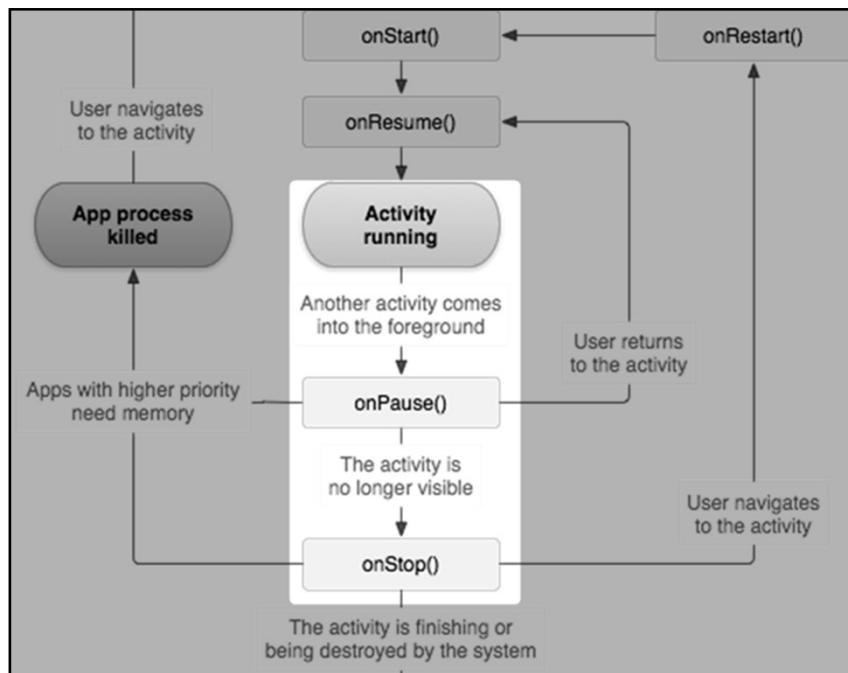 onStart()
onRestart()
User navigates
to the activity
onResume()
App process
killed
Activity
running
Another activity comes
into the foreground
User returns
to the activity
Apps with higher priority
need memory
onPause()
The activity is
no longer visible
User navigates
to the activity
onStop()
The activity is finishing or
being destroyed by the system